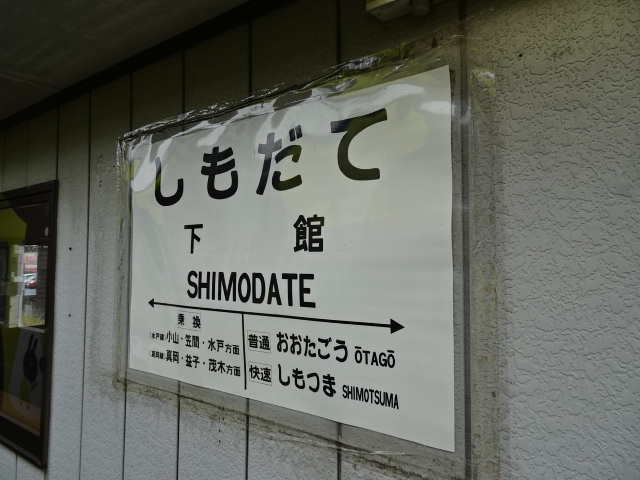 しもだて
下 館
SHIMODATE
乗 換
(水戸線)小山・笠間・水戸方面
(真岡線)真岡・益子・茂木方面
普通 おおたごう ŌTAGŌ
快速 しもつま SHIMOTSUMA